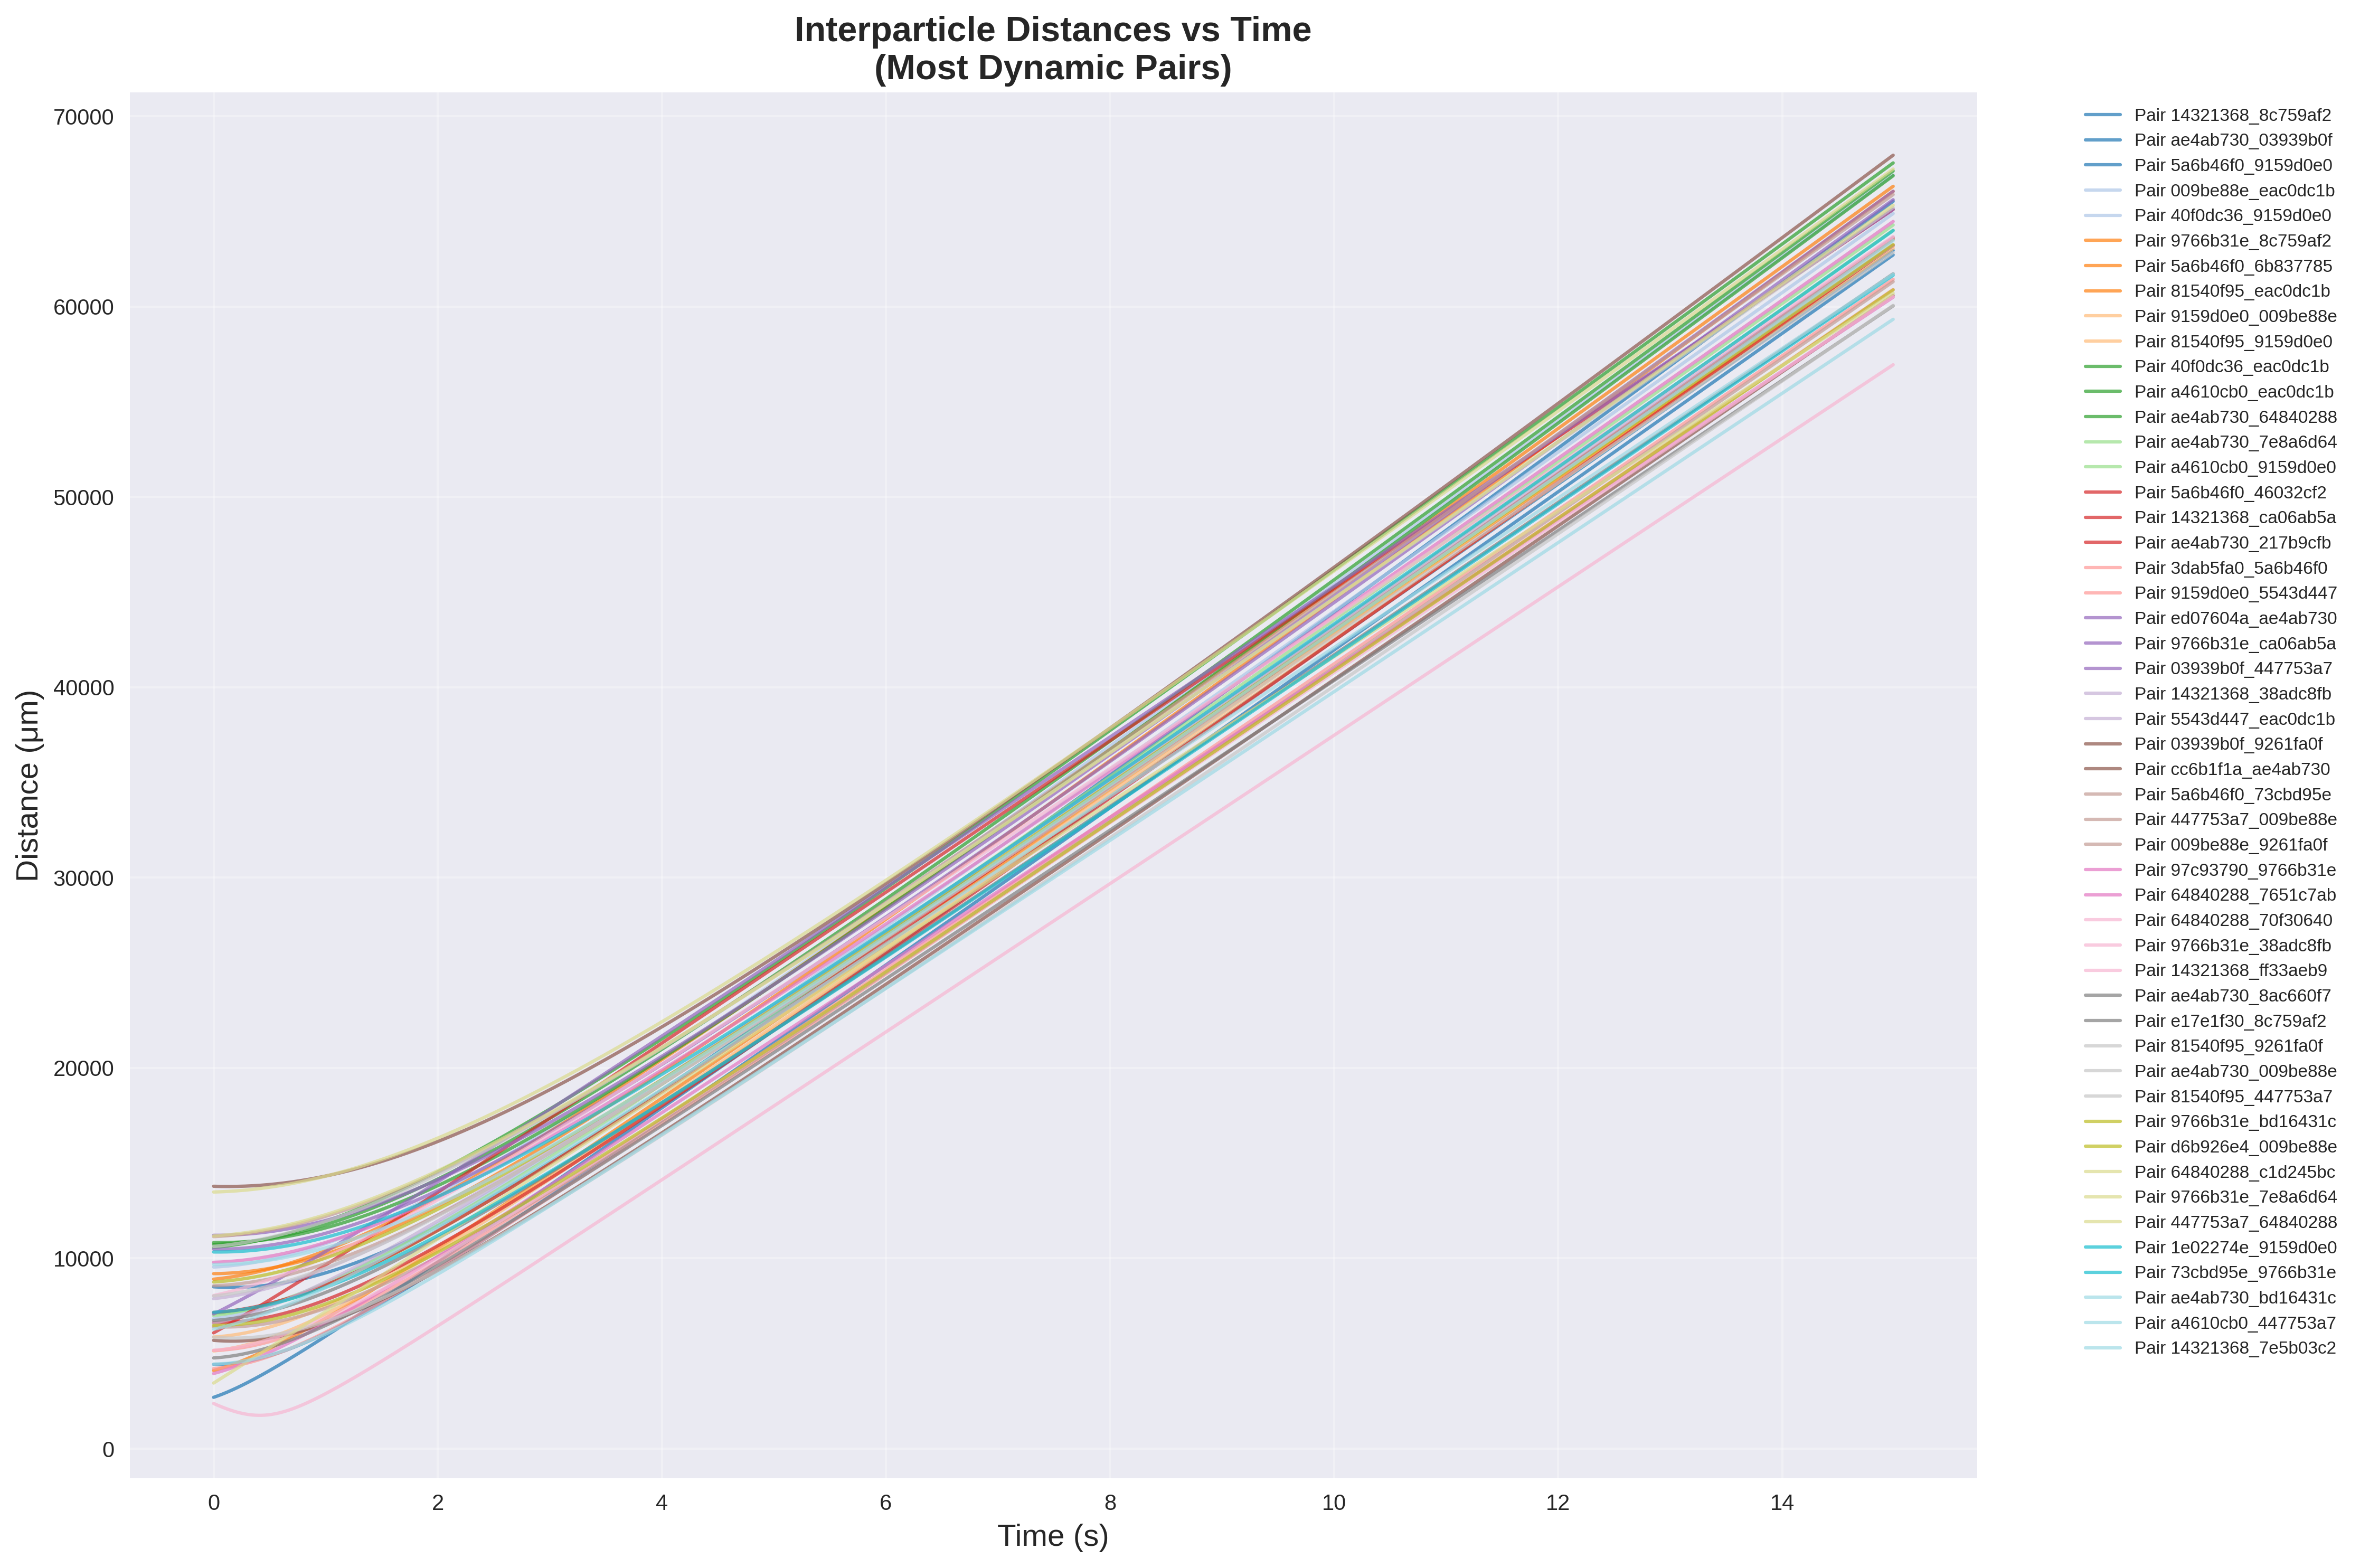 Interparticle Distances vs Time
(Most Dynamic Pairs)
70000
60000
50000
40000
30000
20000
10000
0
Distance (μm)
0 2 4 6 8 10 12 14
Time (s)
Pair 14321368_8c759af2
Pair ae4ab730_03939b0f
Pair 5a6b46f0_9159d0e0
Pair 009be88e_eac0dc1b
Pair 40f0dc36_9159d0e0
Pair 9766b31e_8c759af2
Pair 5a6b46f0_6b837785
Pair 81540f95_eac0dc1b
Pair 9159d0e0_009be88e
Pair 81540f95_9159d0e0
Pair 40f0dc36_eac0dc1b
Pair a4610cb0_eac0dc1b
Pair ae4ab730_64840288
Pair ae4ab730_7e8a6d64
Pair a4610cb0_9159d0e0
Pair 5a6b46f0_46032cf2
Pair 14321368_ca06ab5a
Pair ae4ab730_217b9cfb
Pair 3dab5fa0_5a6b46f0
Pair 9159d0e0_5543d447
Pair ed07604a_ae4ab730
Pair 9766b31e_ca06ab5a
Pair 03939b0f_447753a7
Pair 14321368_38adc8fb
Pair 5543d447_eac0dc1b
Pair 03939b0f_9261fa0f
Pair cc6b1f1a_ae4ab730
Pair 5a6b46f0_73cbd95e
Pair 447753a7_009be88e
Pair 009be88e_9261fa0f
Pair 97c93790_9766b31e
Pair 64840288_7651c7ab
Pair 64840288_70f30640
Pair 9766b31e_38adc8fb
Pair 14321368_ff33aeb9
Pair ae4ab730_8ac660f7
Pair e17e1f30_8c759af2
Pair 81540f95_9261fa0f
Pair ae4ab730_009be88e
Pair 81540f95_447753a7
Pair 9766b31e_bd16431c
Pair d6b926e4_009be88e
Pair 64840288_c1d245bc
Pair 9766b31e_7e8a6d64
Pair 447753a7_64840288
Pair 1e02274e_9159d0e0
Pair 73cbd95e_9766b31e
Pair ae4ab730_bd16431c
Pair a4610cb0_447753a7
Pair 14321368_7e5b03c2